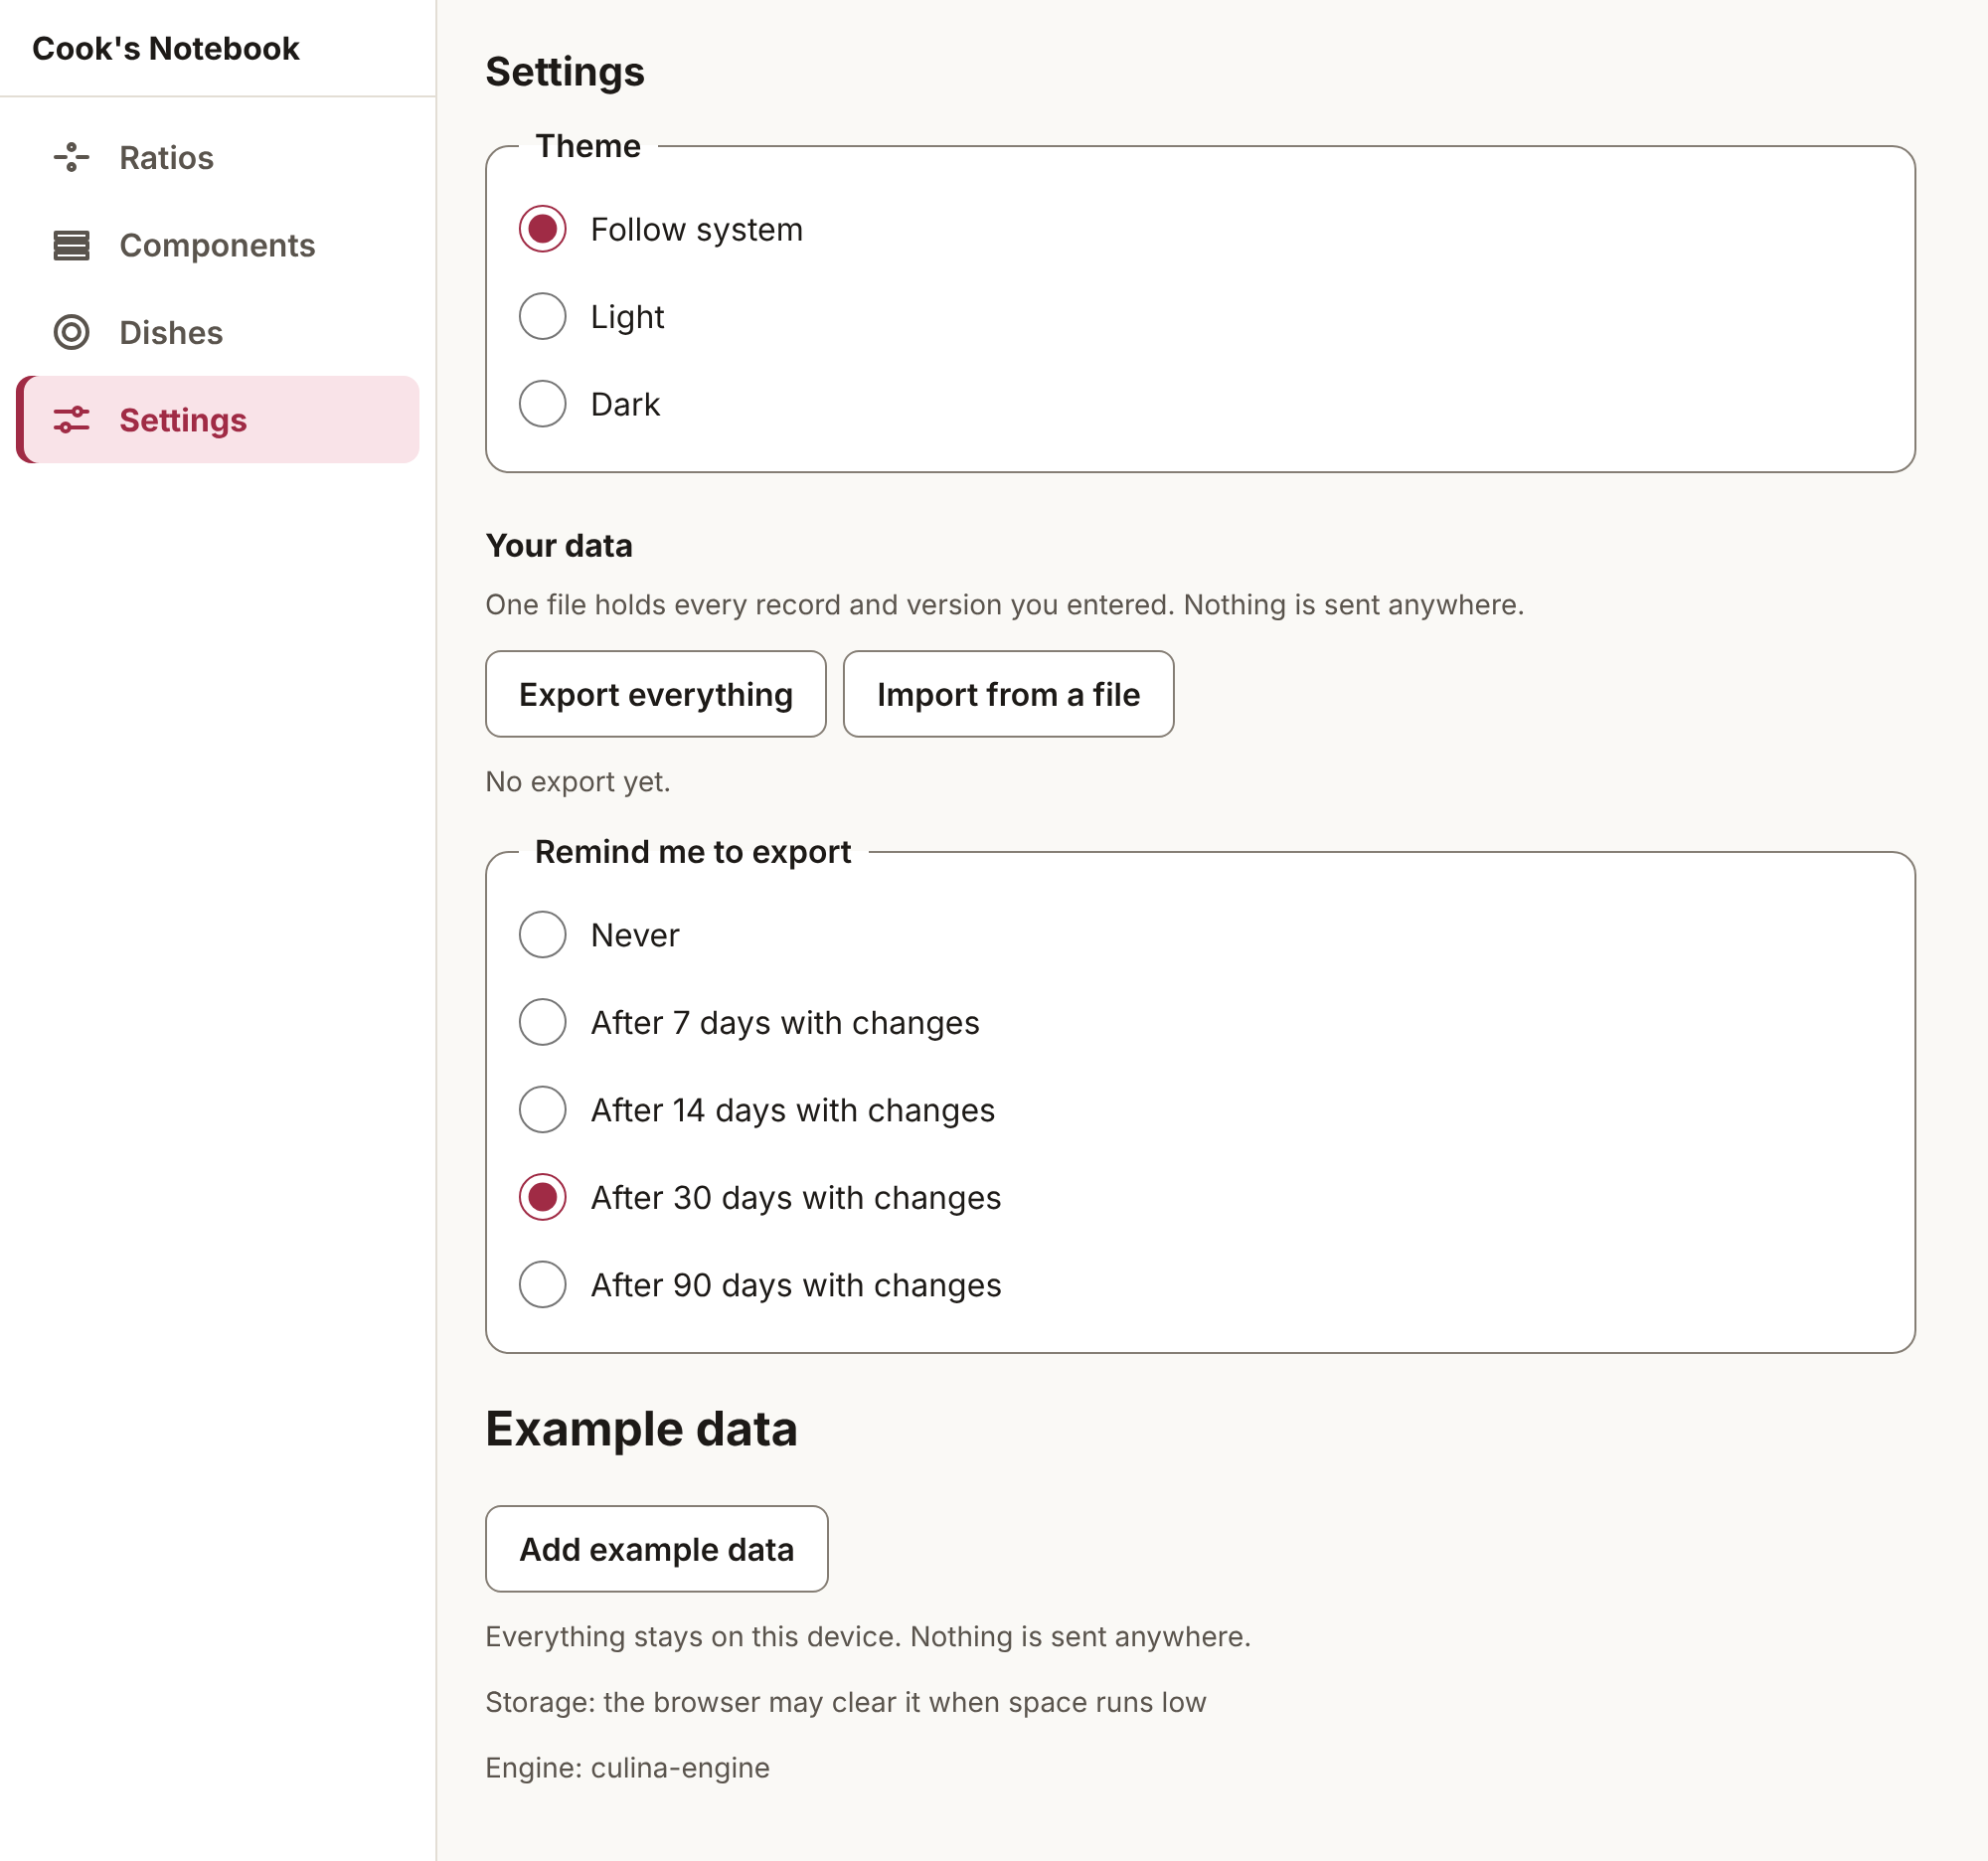 Cook's Notebook
Ratios
Components
Dishes
Settings
Settings
Theme
Follow system
Light
Dark
Your data
One file holds every record and version you entered. Nothing is sent anywhere.
Export everything
Import from a file
No export yet.
Remind me to export
Never
After 7 days with changes
After 14 days with changes
After 30 days with changes
After 90 days with changes
Example data
Add example data
Everything stays on this device. Nothing is sent anywhere.
Storage: the browser may clear it when space runs low
Engine: culina-engine